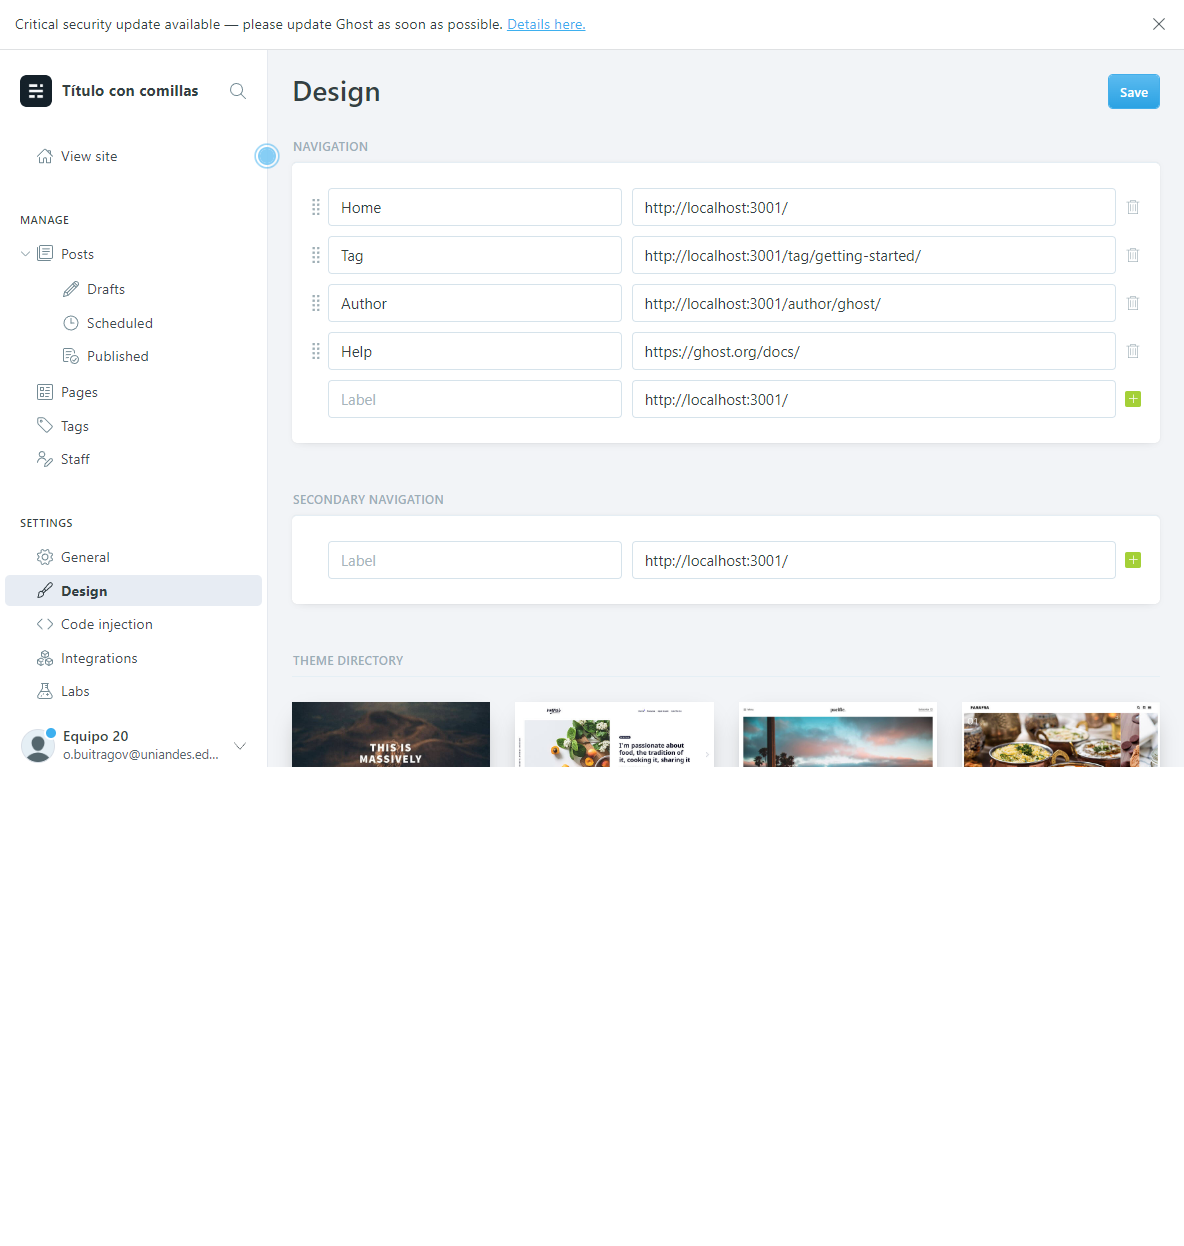 Critical security update available — please update Ghost as soon as possible. Details here.
Título con comillas
View site
MANAGE
Posts
Drafts
Scheduled
Published
Pages
Tags
Staff
SETTINGS
General
Design
Code injection
Integrations
Labs
Equipo 20
o.buitragov@uniandes.ed...
Design
Save
NAVIGATION
Home http://localhost:3001/
Tag http://localhost:3001/tag/getting-started/
Author http://localhost:3001/author/ghost/
Help https://ghost.org/docs/
Label http://localhost:3001/
SECONDARY NAVIGATION
Label http://localhost:3001/
THEME DIRECTORY
THIS IS
MASSIVELY
I'm passionate about
food, the tradition of
it, cooking it, sharing it
pacific.
01